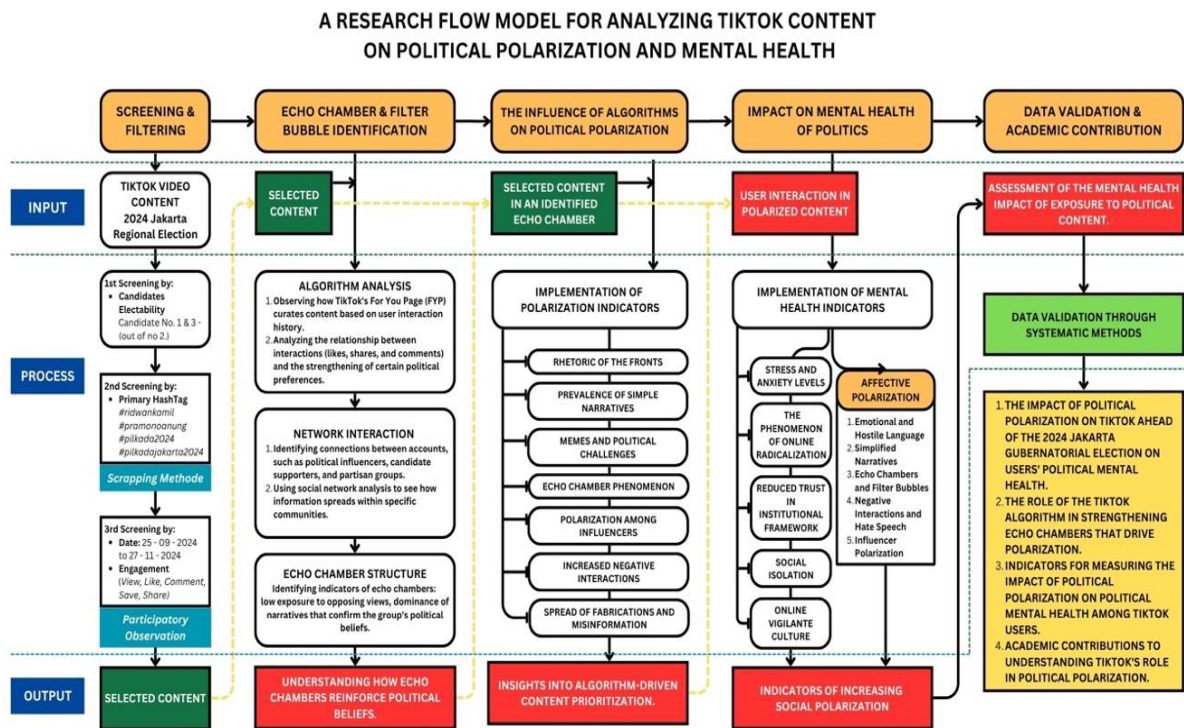 A RESEARCH FLOW MODEL FOR ANALYZING TIKTOK CONTENT
ON POLITICAL POLARIZATION AND MENTAL HEALTH
SCREENING &
FILTERING
ECHO CHAMBER & FILTER
BUBBLE IDENTIFICATION
THE INFLUENCE OF ALGORITHMS
ON POLITICAL POLARIZATION
IMPACT ON MENTAL HEALTH
OF POLITICS
DATA VALIDATION &
ACADEMIC CONTRIBUTION
INPUT
TIKTOK VIDEO
CONTENT
2024 Jakarta
Regional Election
SELECTED
CONTENT
SELECTED CONTENT
IN AN IDENTIFIED
ECHO CHAMBER
USER INTERACTION IN
POLARIZED CONTENT
ASSESSMENT OF THE MENTAL HEALTH
IMPACT OF EXPOSURE TO POLITICAL
CONTENT.
PROCESS
1st Screening by:
• Candidates
Electability
Candidate No. 1 & 3 -
(out of no 2.)
2nd Screening by:
• Primary HashTag
#ridwankamil
#pramonoanung
#pilkada2024
#pilkadajakarta2024
Scrapping Methode
3rd Screening by:
• Date: 25 - 09 - 2024
to 27 - 11 - 2024
• Engagement
(View, Like, Comment,
Save, Share)
Participatory
Observation
ALGORITHM ANALYSIS
1. Observing how TikTok's For You Page (FYP)
curates content based on user interaction
history.
2. Analyzing the relationship between
interactions (likes, shares, and comments)
and the strengthening of certain political
preferences.
NETWORK INTERACTION
1. Identifying connections between accounts,
such as political influencers, candidate
supporters, and partisan groups.
2. Using social network analysis to see how
information spreads within specific
communities.
ECHO CHAMBER STRUCTURE
Identifying indicators of echo chambers:
low exposure to opposing views, dominance of
narratives that confirm the group's political
beliefs.
IMPLEMENTATION OF
POLARIZATION INDICATORS
RHETORIC OF THE FRONTS
PREVALENCE OF SIMPLE
NARRATIVES
MEMES AND POLITICAL
CHALLENGES
ECHO CHAMBER PHENOMENON
POLARIZATION AMONG
INFLUENCERS
INCREASED NEGATIVE
INTERACTIONS
SPREAD OF FABRICATIONS AND
MISINFORMATION
IMPLEMENTATION OF MENTAL
HEALTH INDICATORS
STRESS AND
ANXIETY LEVELS
THE
PHENOMENON
OF ONLINE
RADICALIZATION
REDUCED TRUST
IN INSTITUTIONAL
FRAMEWORK
SOCIAL
ISOLATION
ONLINE
VIGILANTE
CULTURE
AFFECTIVE
POLARIZATION
1. Emotional and
Hostile Language
2. Simplified
Narratives
3. Echo Chambers
and Filter Bubbles
4. Negative
Interactions and
Hate Speech
5. Influencer
Polarization
DATA VALIDATION THROUGH
SYSTEMATIC METHODS
1. THE IMPACT OF POLITICAL
POLARIZATION ON TIKTOK AHEAD
OF THE 2024 JAKARTA
GUBERNATORIAL ELECTION ON
USERS' POLITICAL MENTAL
HEALTH.
2. THE ROLE OF THE TIKTOK
ALGORITHM IN STRENGTHENING
ECHO CHAMBERS THAT DRIVE
POLARIZATION.
3. INDICATORS FOR MEASURING THE
IMPACT OF POLITICAL
POLARIZATION ON POLITICAL
MENTAL HEALTH AMONG TIKTOK
USERS.
4. ACADEMIC CONTRIBUTIONS TO
UNDERSTANDING TIKTOK'S ROLE
IN POLITICAL POLARIZATION.
OUTPUT
SELECTED CONTENT
UNDERSTANDING HOW ECHO
CHAMBERS REINFORCE POLITICAL
BELIEFS.
INSIGHTS INTO ALGORITHM-DRIVEN
CONTENT PRIORITIZATION.
INDICATORS OF INCREASING
SOCIAL POLARIZATION